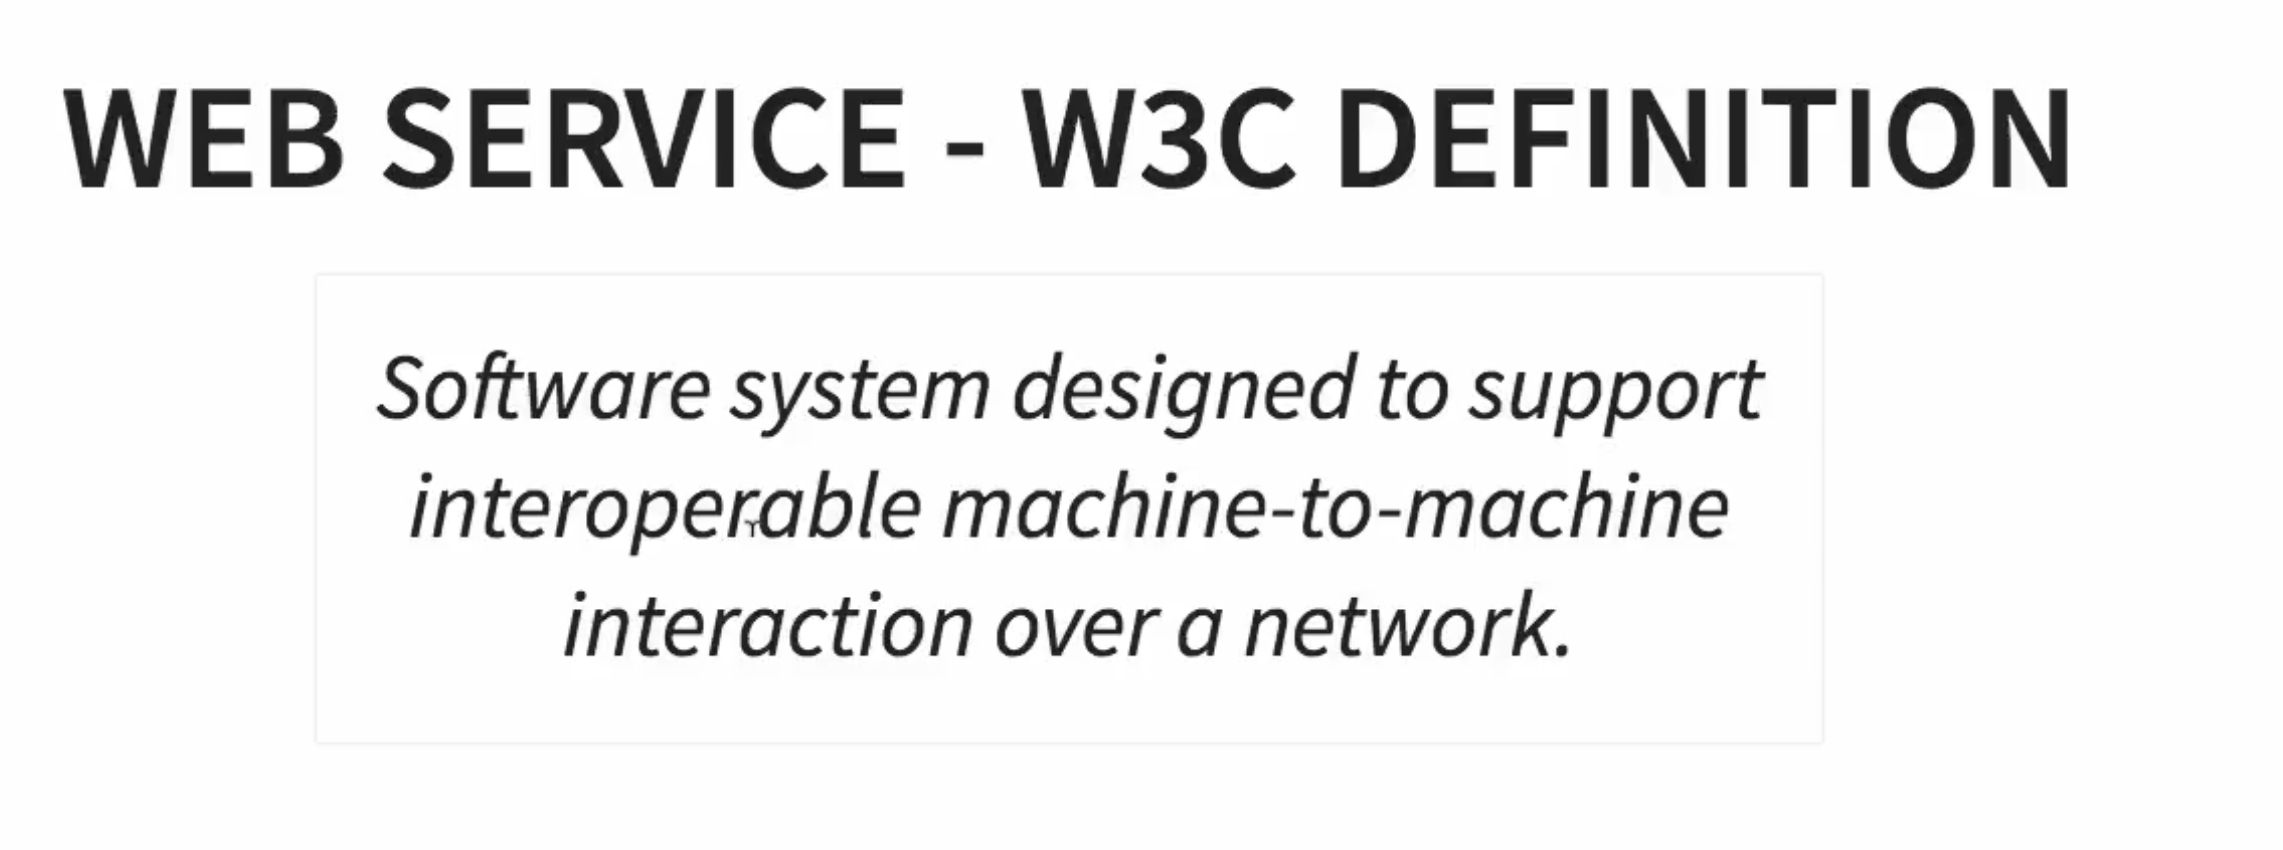 WEB SERVICE - W3C DEFINITION
Software system designed to support
interoperable machine-to-machine
interaction over a network.